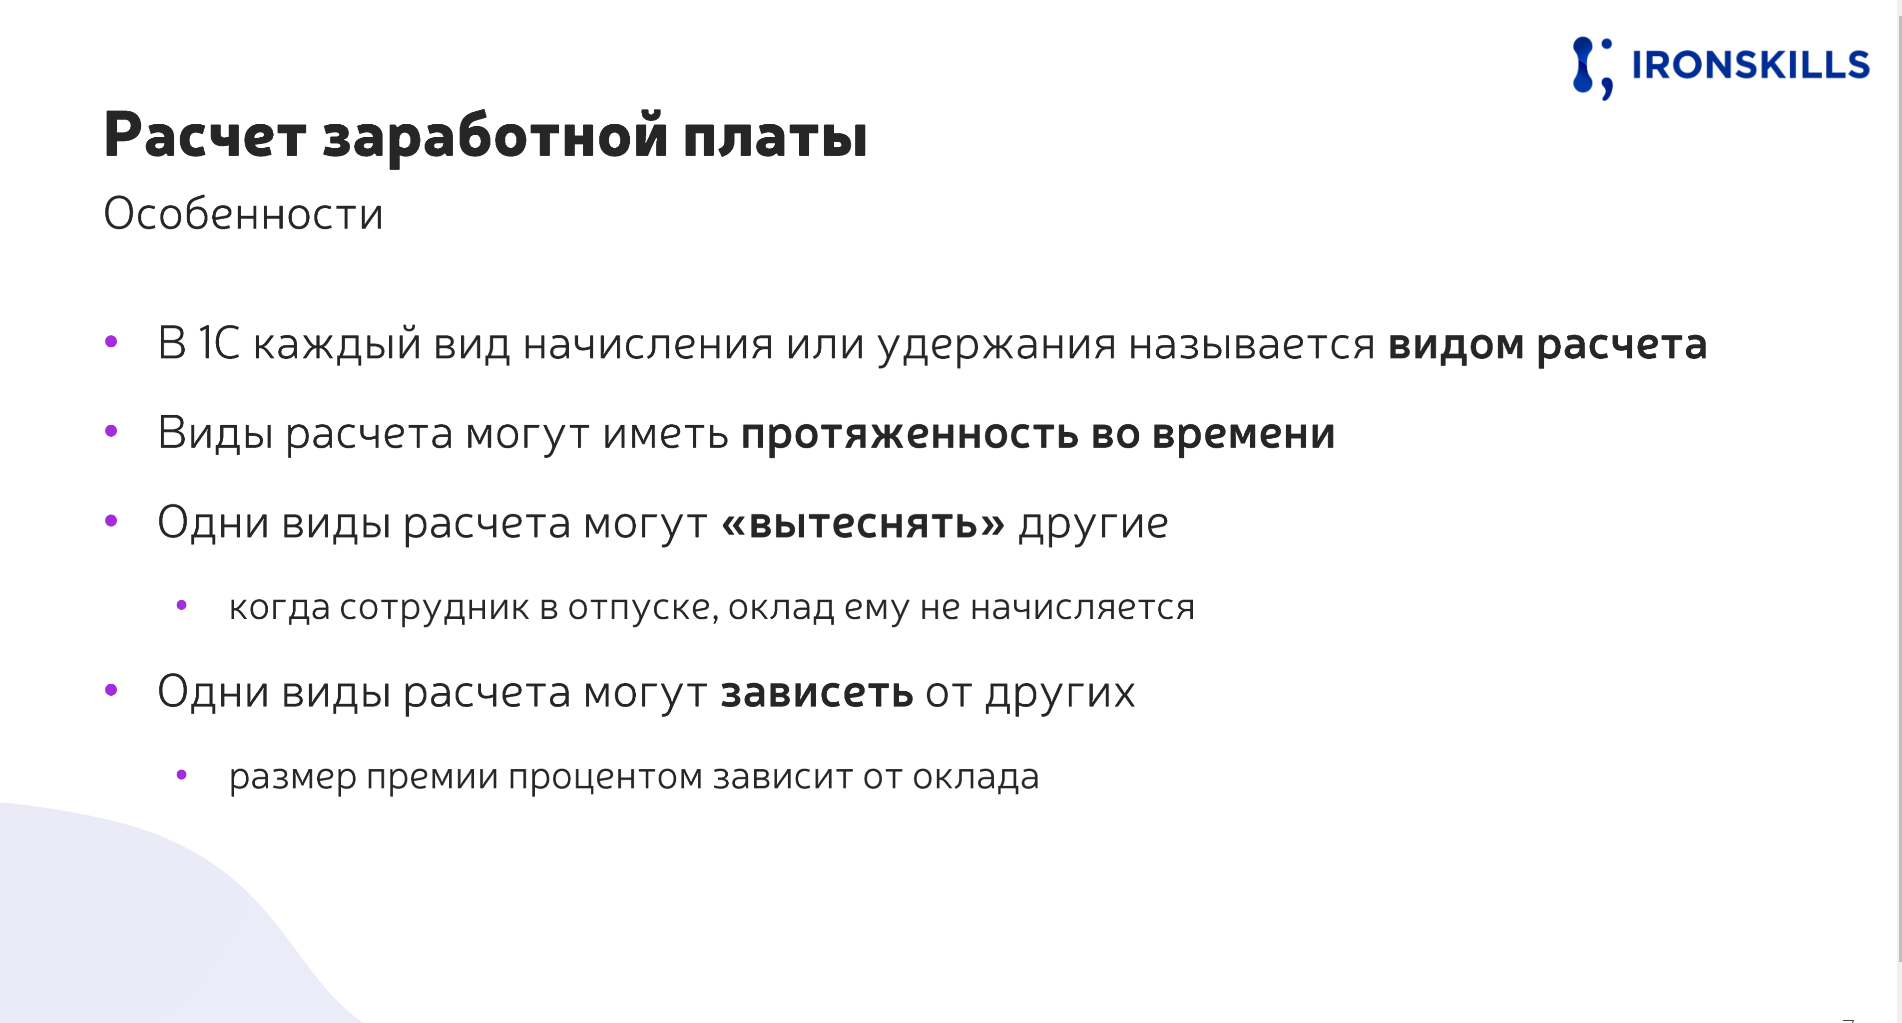 IRONSKILLS
Расчет заработной платы
Особенности
• В 1С каждый вид начисления или удержания называется видом расчета
• Виды расчета могут иметь протяженность во времени
• Одни виды расчета могут «вытеснять» другие
• когда сотрудник в отпуске, оклад ему не начисляется
• Одни виды расчета могут зависеть от других
• размер премии процентом зависит от оклада